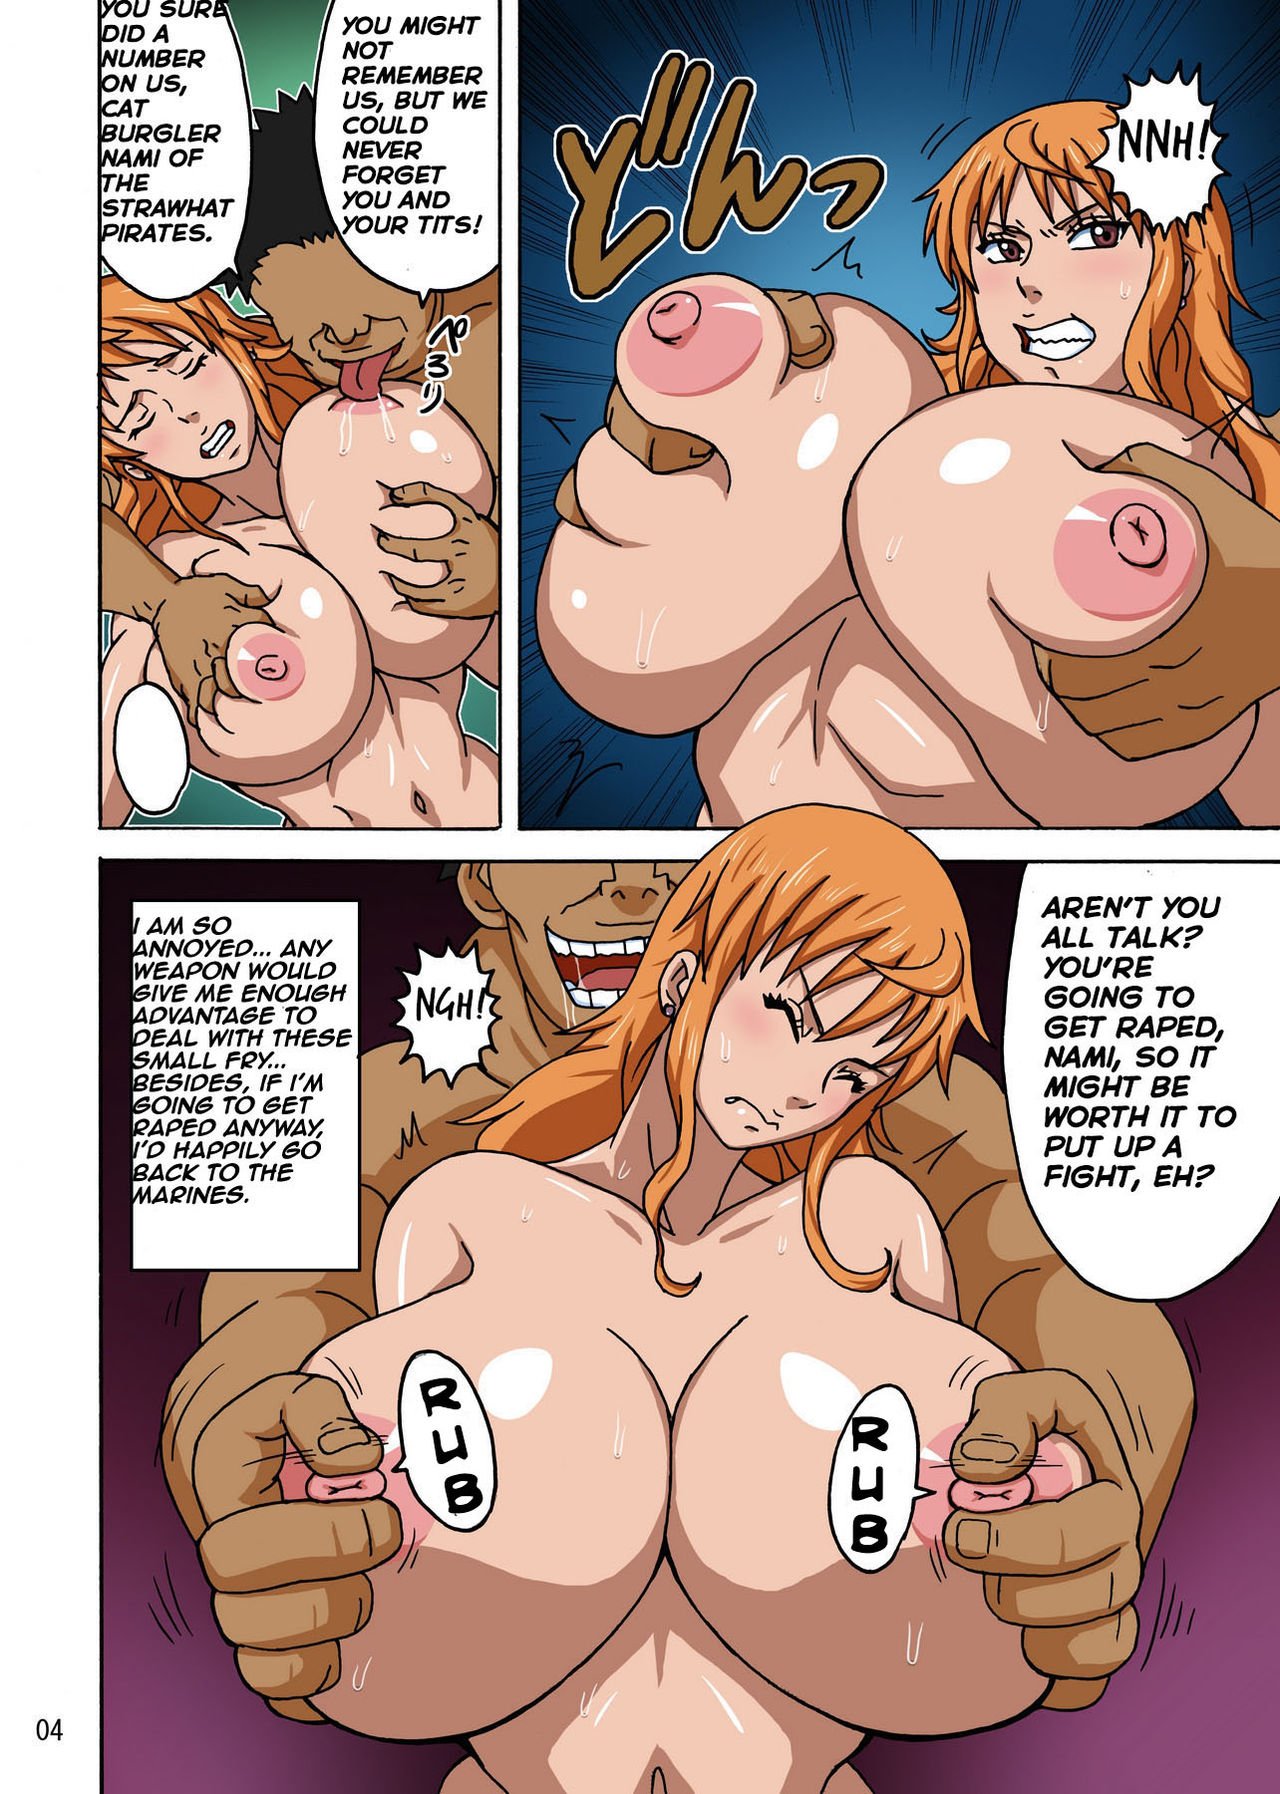 NNH!
どんっ
YOU MIGHT
NOT
REMEMBER
US, BUT WE
COULD
NEVER
FORGET
YOU AND
YOUR TITS!
YOU SURE
DID A
NUMBER
ON US,
CAT
BURGLER
NAMI OF
THE
STRAWHAT
PIRATES.
ペろり
AREN'T YOU
ALL TALK?
YOU'RE
GOING TO
GET RAPED,
NAMI, SO IT
MIGHT BE
WORTH IT TO
PUT UP A
FIGHT, EH?
NGH!
I AM SO
ANNOYED... ANY
WEAPON WOULD
GIVE ME ENOUGH
ADVANTAGE TO
DEAL WITH THESE
SMALL FRY...
BESIDES, IF I'M
GOING TO GET
RAPED ANYWAY,
I'D HAPPILY GO
BACK TO THE
MARINES.
RUB
RUB
04